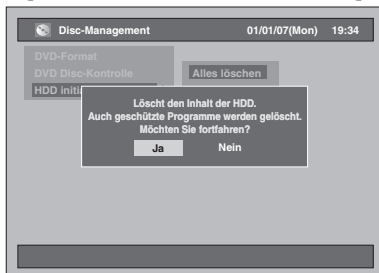 Disc-Management 01/01/07(Mon) 19:34
DVD-Format
DVD Disc-Kontrolle
Alles löschen
HDD
Löscht den Inhalt der HDD.
Auch geschützte Programme werden gelöscht.
Möchten Sie fortfahren?
Ja Nein